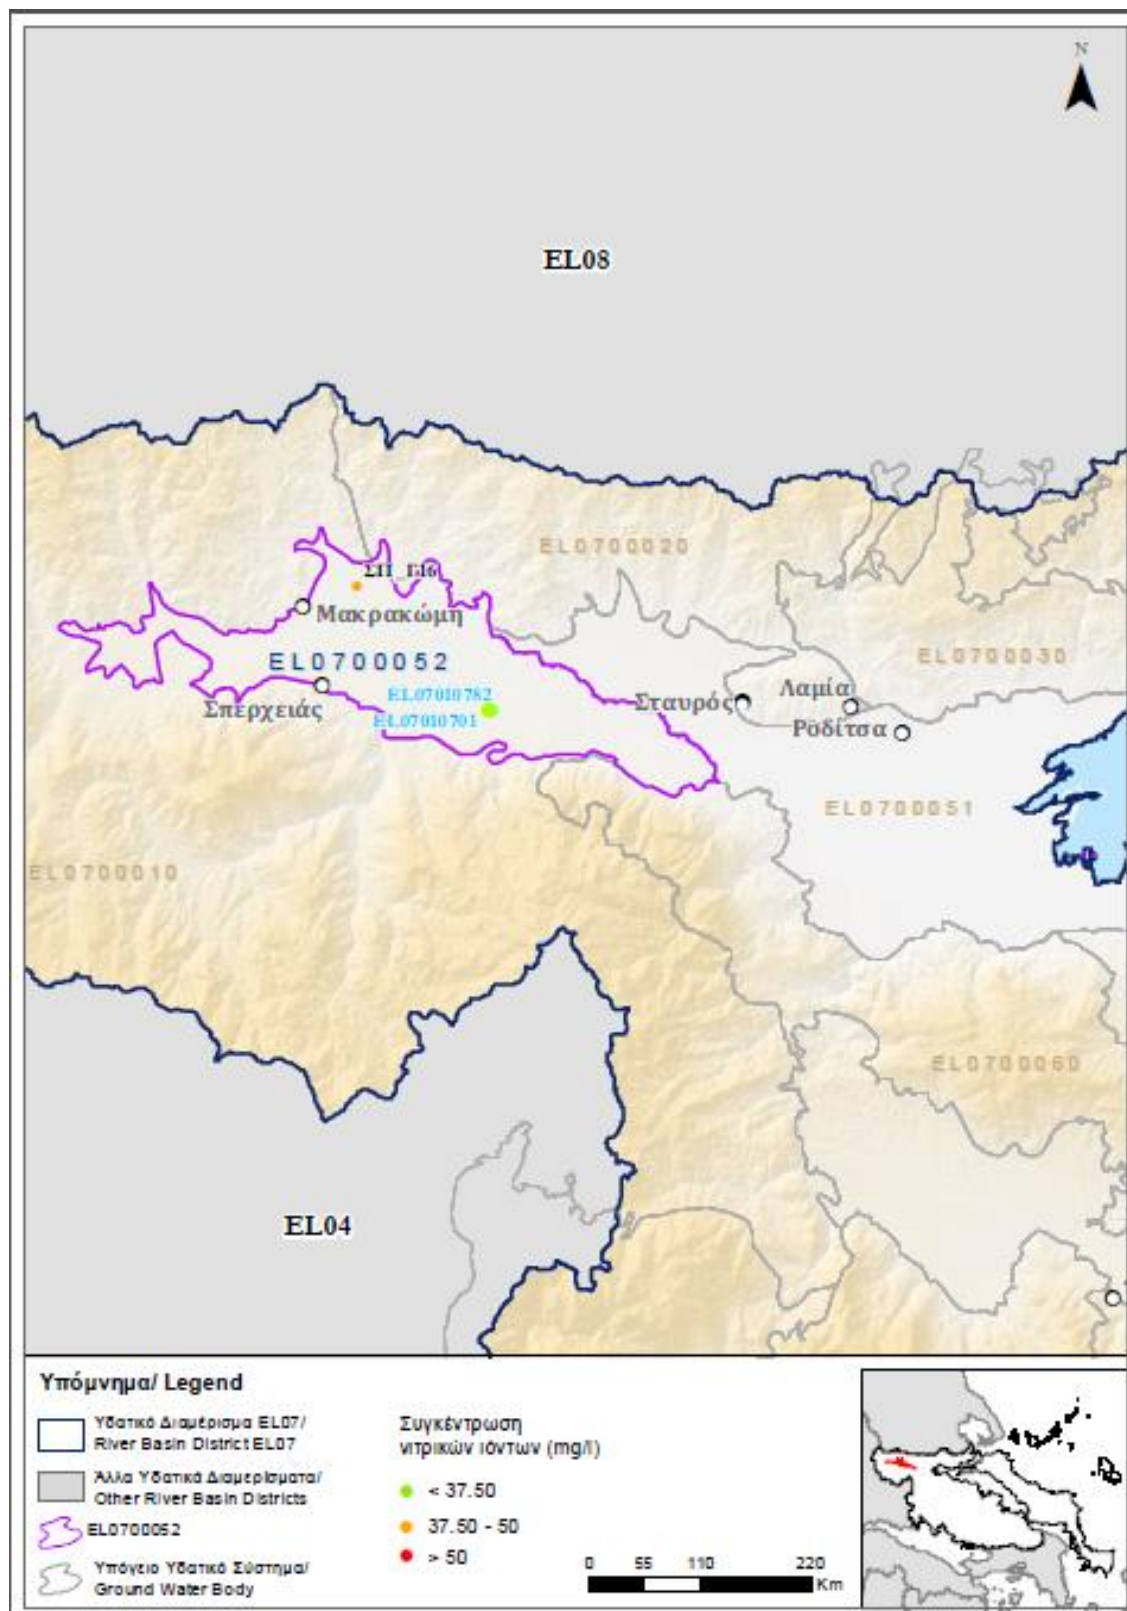 N
EL08
EL0700020
Μακρακώμη
EL0700052
EL0700030
EL07010782
Σταυρός
Λαμία
Σπερχειάς
EL07010701
Ροδίτσα
EL0700051
EL0700010
EL0700060
EL04
Υπόμνημα/ Legend
Υδατικό Διαμέρισμα EL07/
River Basin District EL07
Άλλα Υδατικά Διαμερίσματα/
Other River Basin Districts
EL0700052
Υπόγειο Υδατικό Σύστημα/
Ground Water Body
Συγκέντρωση
νιτρικών ιόντων (mg/l)
< 37.50
37.50 - 50
> 50
0 55 110 220
Km